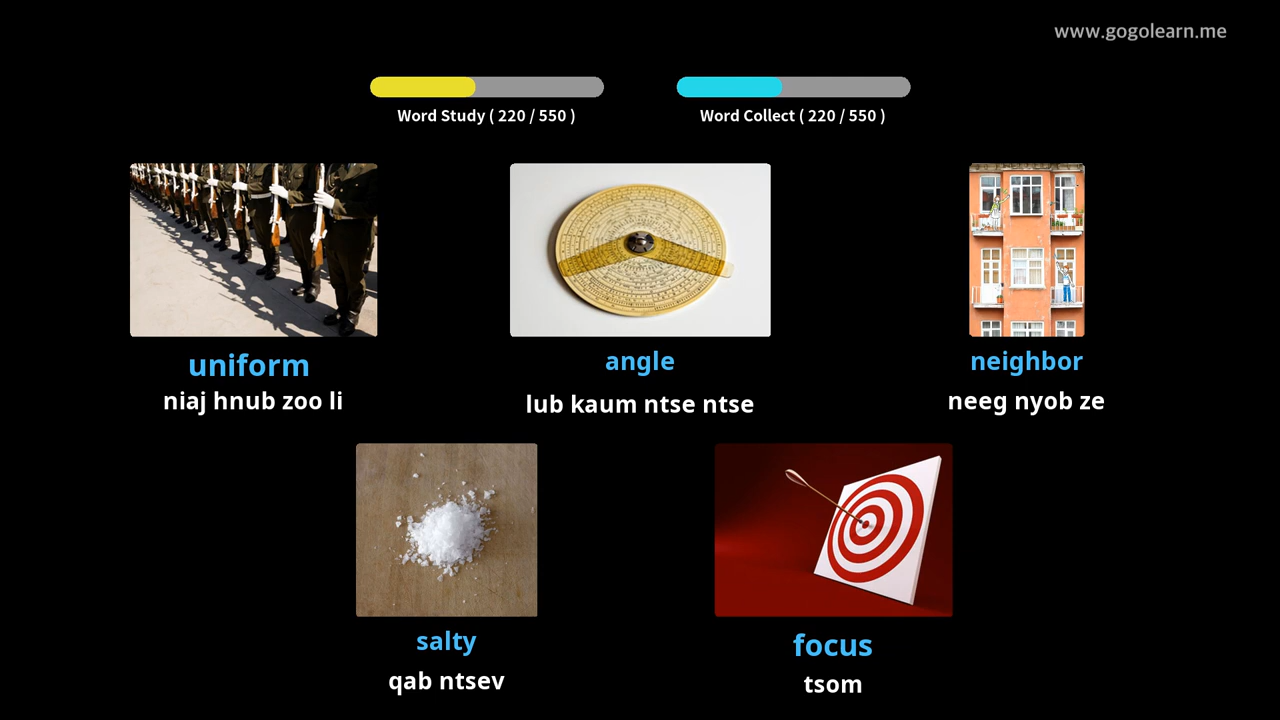 www.gogolearn.me
Word Study ( 220 / 550 )
Word Collect ( 220 / 550 )
uniform
niaj hnub zoo li
angle
lub kaum ntse ntse
neighbor
neeg nyob ze
salty
qab ntsev
focus
tsom